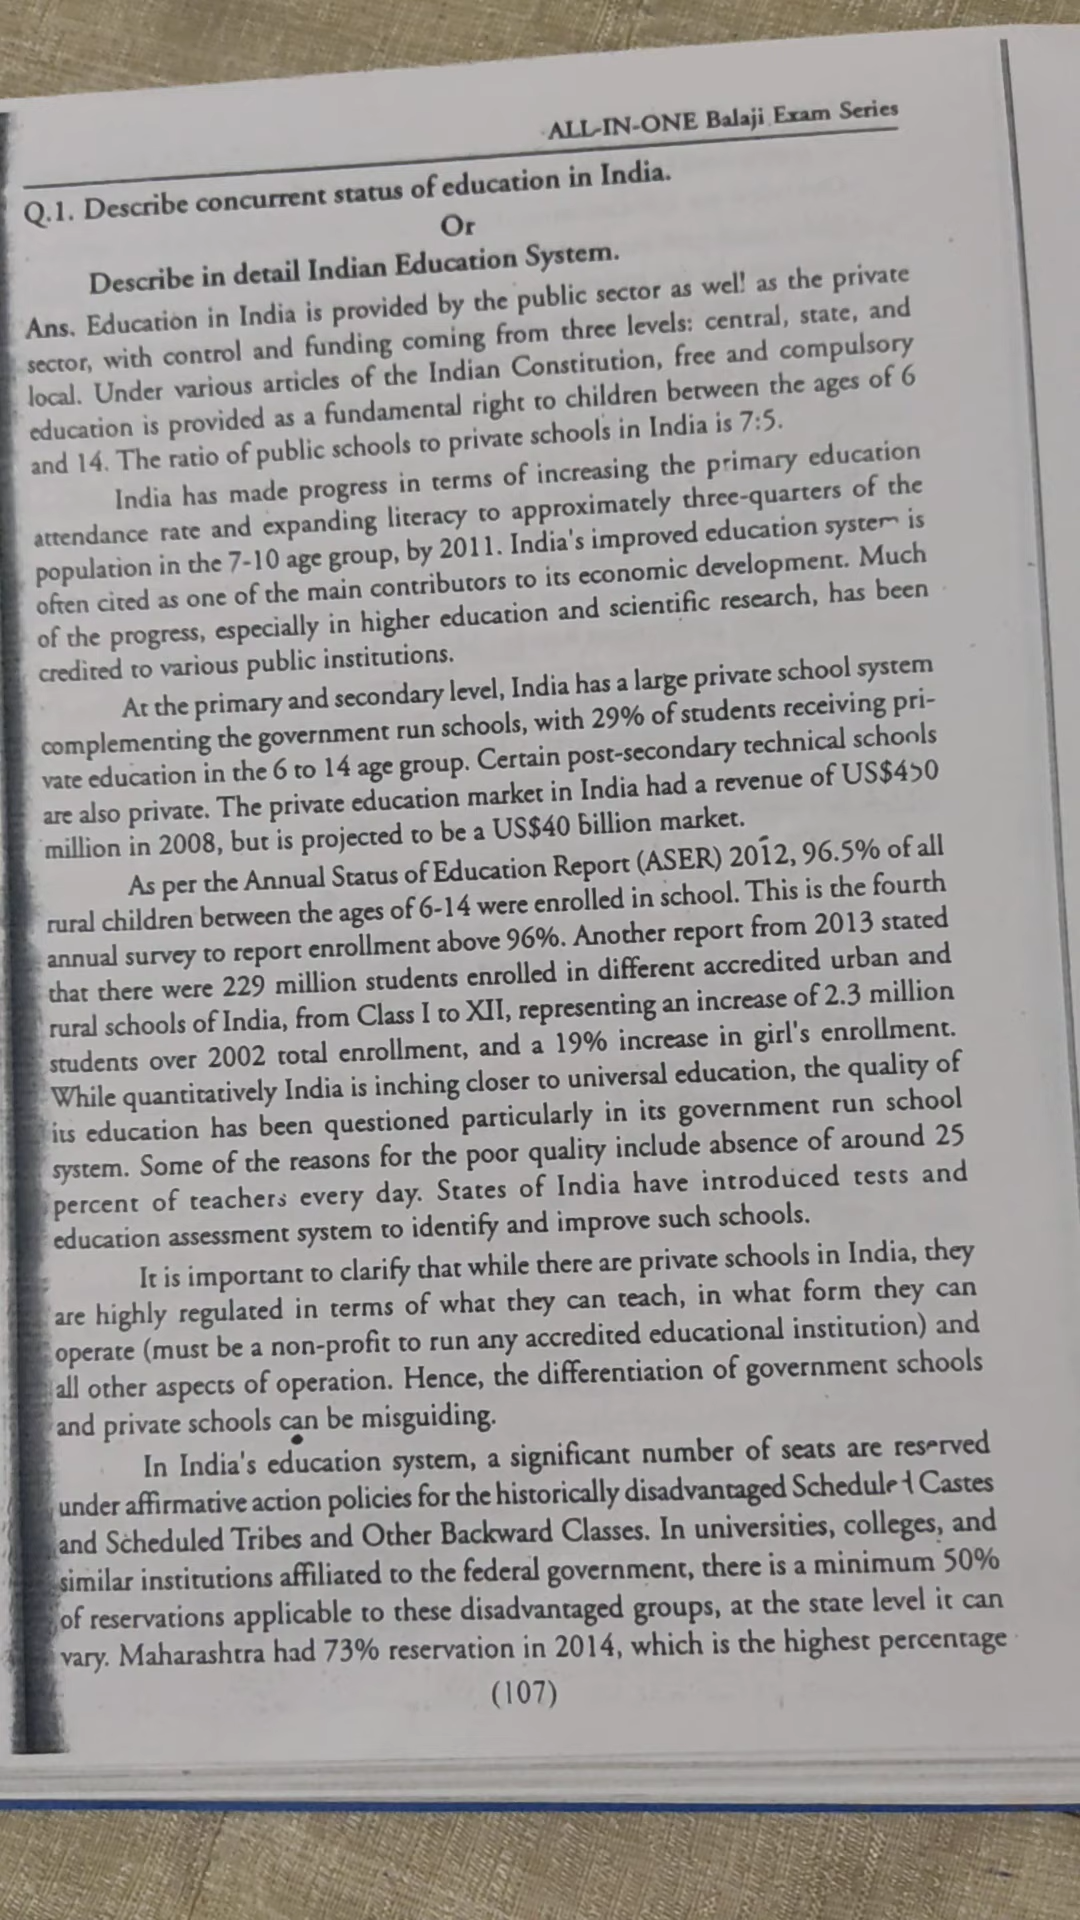 ALL-IN-ONE Balaji Exam Series
Q.1. Describe concurrent status of education in India.
Or
Describe in detail Indian Education System.
Ans. Education in India is provided by the public sector as well as the private
sector, with control and funding coming from three levels: central, state, and
local. Under various articles of the Indian Constitution, free and compulsory
education is provided as a fundamental right to children between the ages of 6
and 14. The ratio of public schools to private schools in India is 7:5.
India has made progress in terms of increasing the primary education
attendance rate and expanding literacy to approximately three-quarters of the
population in the 7-10 age group, by 2011. India's improved education system is
often cited as one of the main contributors to its economic development. Much
of the progress, especially in higher education and scientific research, has been
credited to various public institutions.
At the primary and secondary level, India has a large private school system
complementing the government run schools, with 29% of students receiving pri-
vate education in the 6 to 14 age group. Certain post-secondary technical schools
are also private. The private education market in India had a revenue of US$450
million in 2008, but is projected to be a US$40 billion market.
As per the Annual Status of Education Report (ASER) 2012, 96.5% of all
rural children between the ages of 6-14 were enrolled in school. This is the fourth
annual survey to report enrollment above 96%. Another report from 2013 stated
that there were 229 million students enrolled in different accredited urban and
rural schools of India, from Class I to XII, representing an increase of 2.3 million
students over 2002 total enrollment, and a 19% increase in girl's enrollment.
While quantitatively India is inching closer to universal education, the quality of
its education has been questioned particularly in its government run school
system. Some of the reasons for the poor quality include absence of around 25
percent of teachers every day. States of India have introduced tests and
education assessment system to identify and improve such schools.
It is important to clarify that while there are private schools in India, they
are highly regulated in terms of what they can teach, in what form they can
operate (must be a non-profit to run any accredited educational institution) and
all other aspects of operation. Hence, the differentiation of government schools
and private schools can be misguiding.
In India's education system, a significant number of seats are reserved
under affirmative action policies for the historically disadvantaged Scheduled Castes
and Scheduled Tribes and Other Backward Classes. In universities, colleges, and
similar institutions affiliated to the federal government, there is a minimum 50%
of reservations applicable to these disadvantaged groups, at the state level it can
vary. Maharashtra had 73% reservation in 2014, which is the highest percentage
(107)